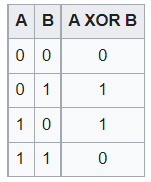 A B A XOR B
0 0 0
0 1 1
1 0 1
1 1 0